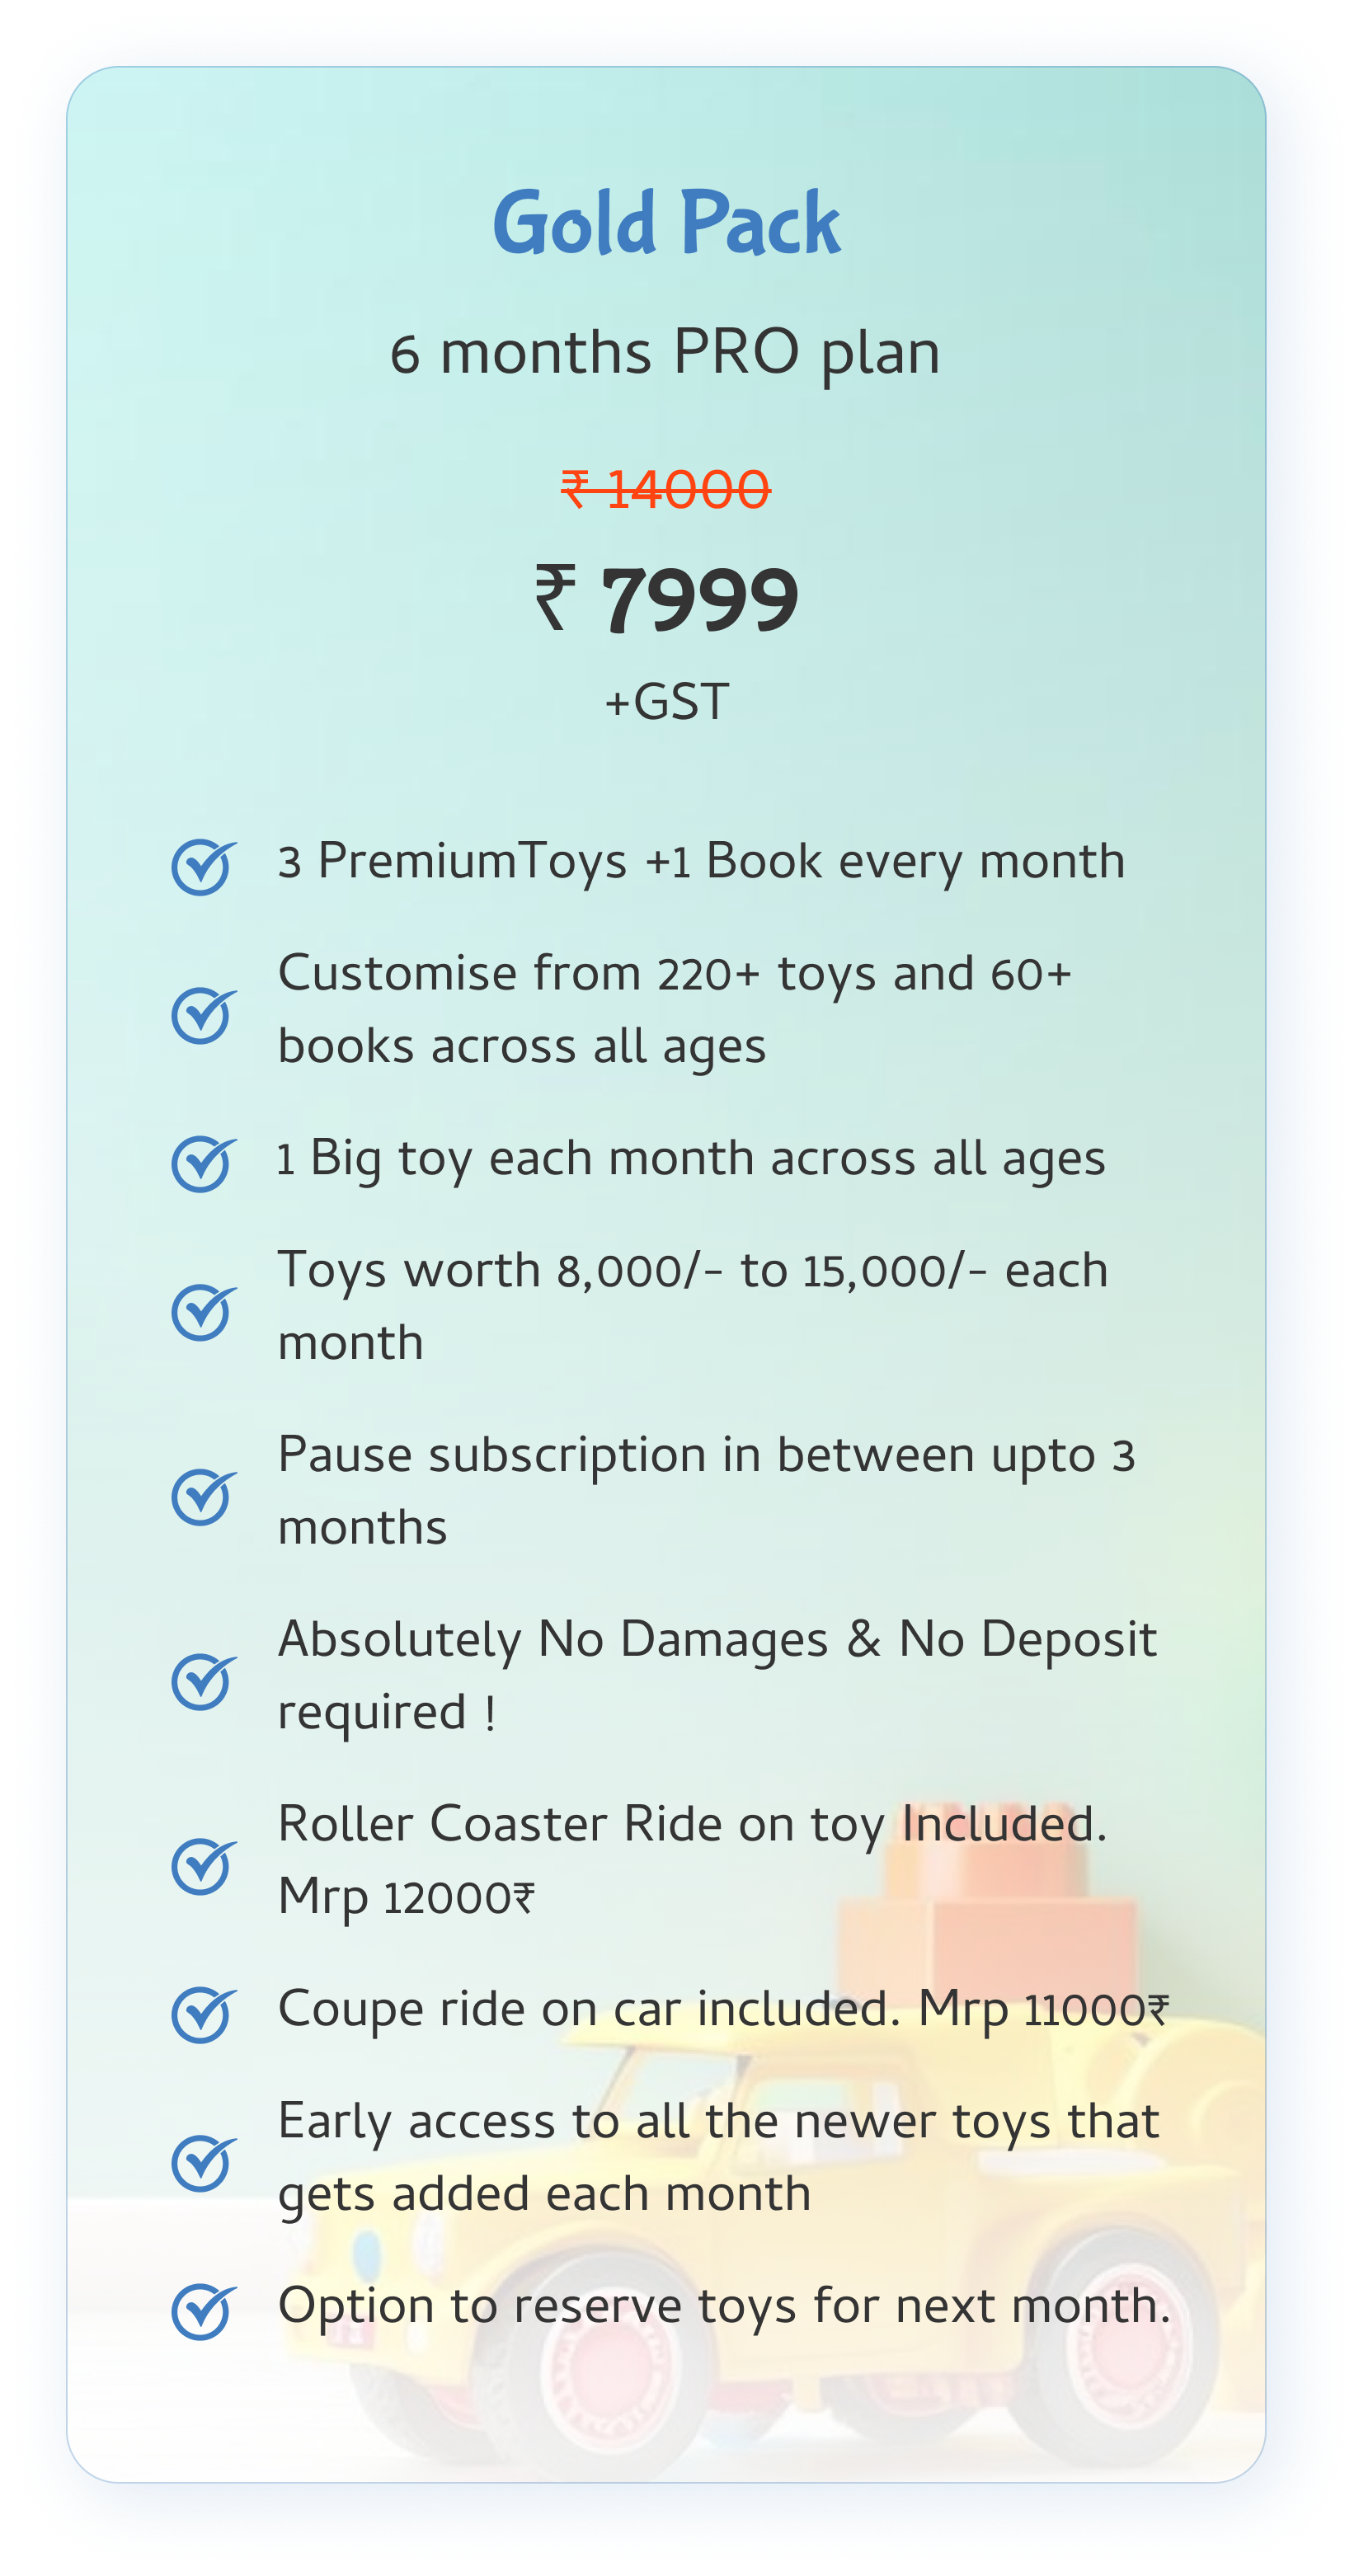 Gold Pack
6 months PRO plan
₹ 14000
₹ 7999
+GST
3 PremiumToys +1 Book every month
Customise from 220+ toys and 60+
books across all ages
1 Big toy each month across all ages
Toys worth 8,000/- to 15,000/- each
month
Pause subscription in between upto 3
months
Absolutely No Damages & No Deposit
required !
Roller Coaster Ride on toy Included.
Mrp 12000₹
Coupe ride on car included. Mrp 11000₹
Early access to all the newer toys that
gets added each month
Option to reserve toys for next month.